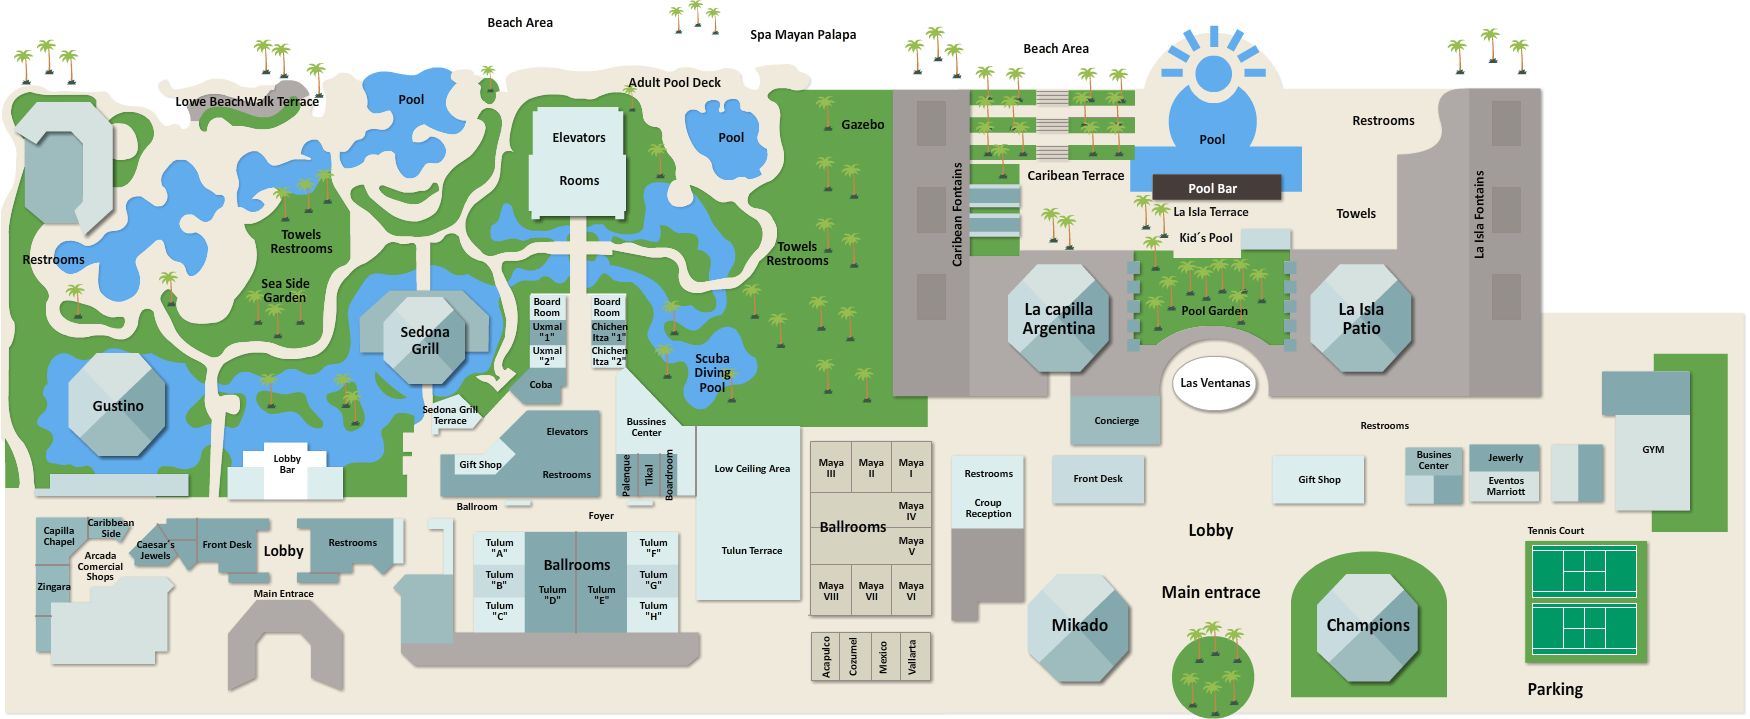 Beach Area
Spa Mayan Palapa
Beach Area
Lowe BeachWalk Terrace
Pool
Adult Pool Deck
Elevators
Rooms
Pool
Gazebo
Pool
Restrooms
Caribean Terrace
Pool Bar
La Isla Terrace
Towels
Kid´s Pool
Caribbean Fontains
La Isla Fontains
Restrooms
Towels
Restrooms
Sea Side
Garden
Towels
Restrooms
Board
Room
Board
Room
Uxmal
"1"
Chichen
Itza "1"
Uxmal
"2"
Chichen
Itza "2"
Sedona
Grill
Coba
Scuba
Diving
Pool
La capilla
Argentina
Pool Garden
La Isla
Patio
Las Ventanas
Gustino
Sedona Grill
Terrace
Elevators
Bussines
Center
Concierge
Restrooms
Lobby
Bar
Gift Shop
Restrooms
Palenque
Tikal
Boardroom
Low Ceiling Area
Maya
III
Maya
II
Maya
I
Restrooms
Croup
Reception
Front Desk
Gift Shop
Busines
Center
Jewerly
Eventos
Marriott
GYM
Ballroom
Foyer
Ballrooms
Maya
IV
Maya
V
Maya
VIII
Maya
VII
Maya
VI
Tulun Terrace
Lobby
Tennis Court
Capilla
Chapel
Caribbean
Side
Caesar´s
Jewels
Front Desk
Lobby
Restrooms
Arcada
Comercial
Shops
Zingara
Main Entrace
Tulum
"A"
Tulum
"B"
Tulum
"C"
Ballrooms
Tulum
"D"
Tulum
"E"
Tulum
"F"
Tulum
"G"
Tulum
"H"
Acapulco
Cozumel
Mexico
Vallarta
Main entrace
Mikado
Champions
Parking